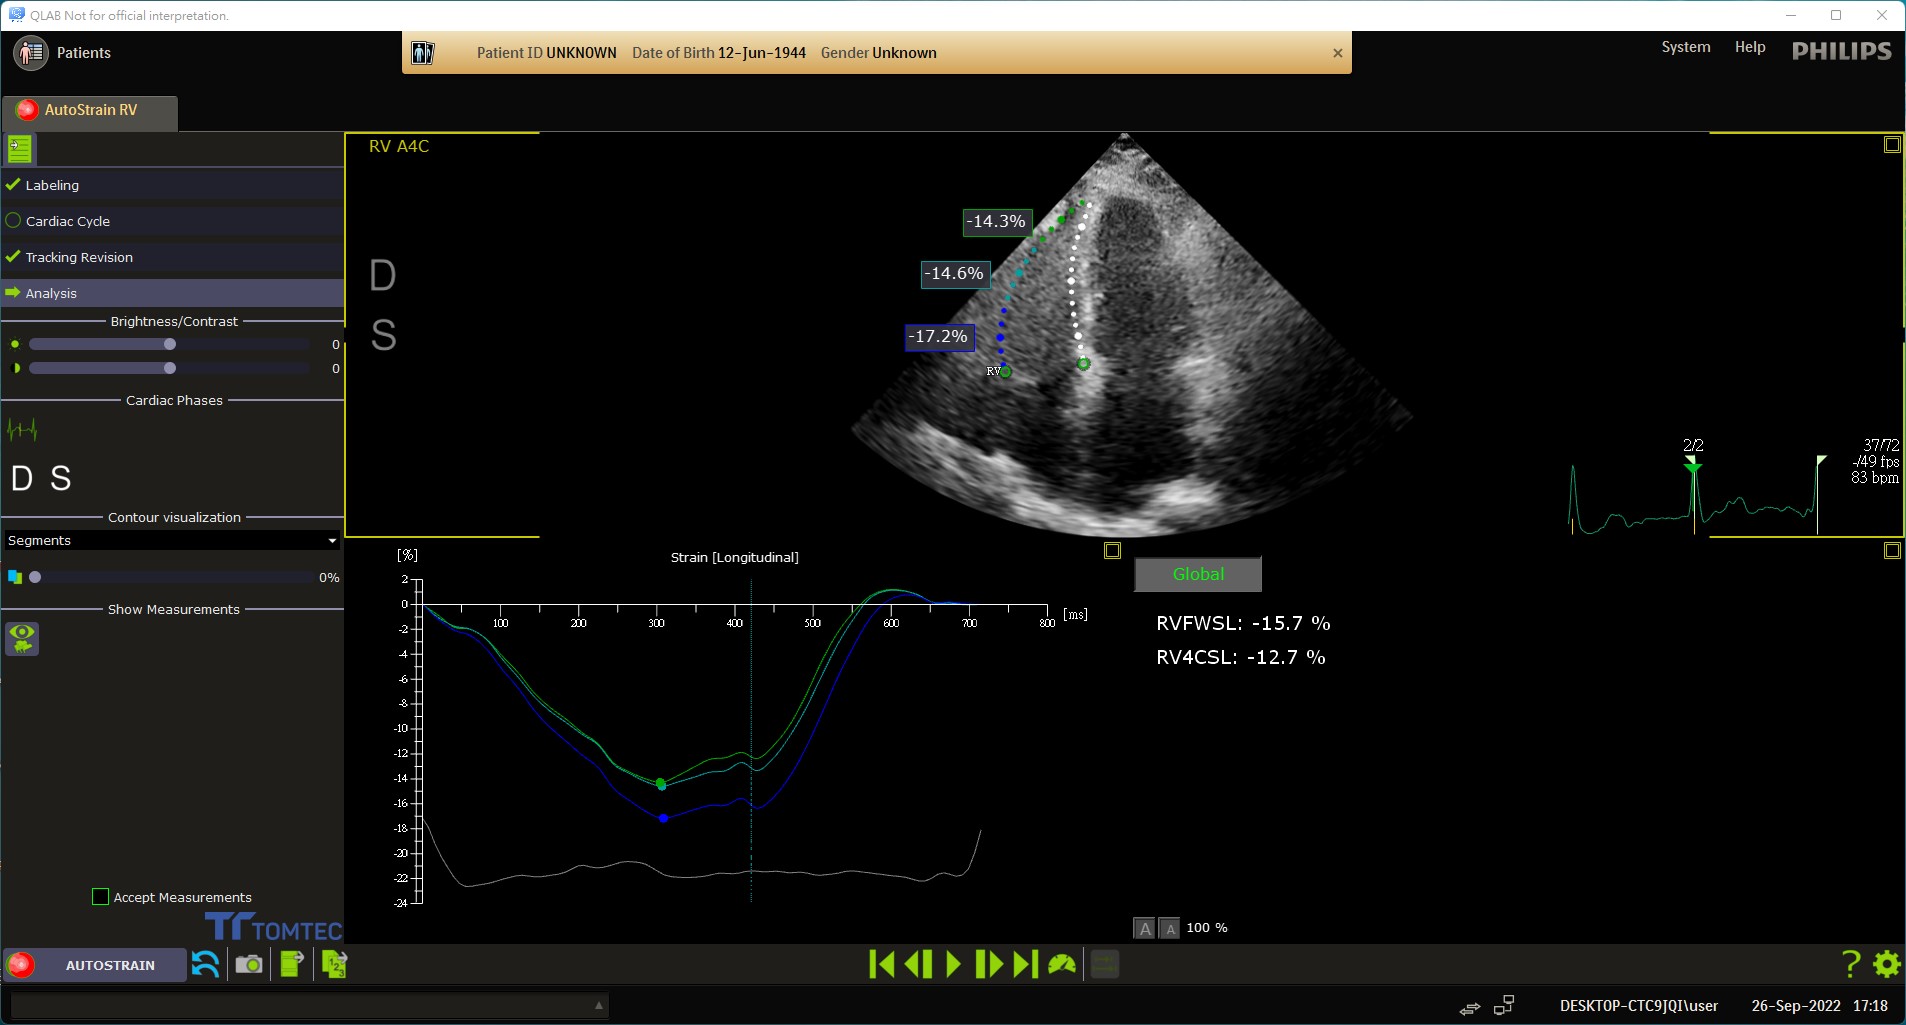 QLAB Not for official interpretation.
Patients
Patient ID UNKNOWN Date of Birth 12-Jun-1944 Gender Unknown
System Help PHILIPS
AutoStrain RV
Labeling
Cardiac Cycle
Tracking Revision
Analysis
Brightness/Contrast
0
0
Cardiac Phases
D S
Contour visualization
Segments
0%
Show Measurements
Accept Measurements
TOMTEC
AUTOSTRAIN
RV A4C
D
S
-14.3%
-14.6%
-17.2%
RV
2/2
37/72
-/49 fps
83 bpm
[%]
Strain [Longitudinal]
2
0
-2
-4
-6
-8
-10
-12
-14
-16
-18
-20
-22
-24
100 200 300 400 500 600 700 800 [ms]
Global
RVFWSL: -15.7 %
RV4CSL: -12.7 %
A A 100 %
1 2 3
?
DESKTOP-CTC9JQI\user 26-Sep-2022 17:18